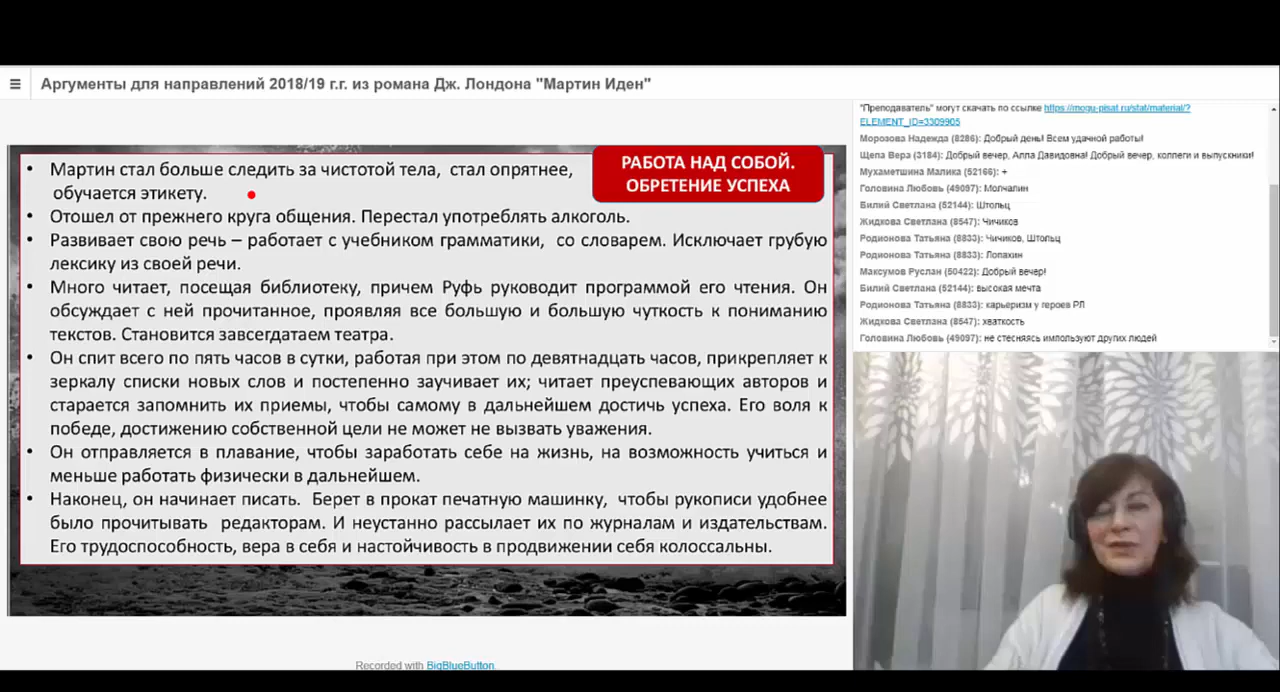 Аргументы для направлений 2018/19 г.г. из романа Дж. Лондона "Мартин Иден"
РАБОТА НАД СОБОЙ.
ОБРЕТЕНИЕ УСПЕХА
• Мартин стал больше следить за чистотой тела, стал опрятнее,
обучается этикету.
• Отошел от прежнего круга общения. Перестал употреблять алкоголь.
• Развивает свою речь – работает с учебником грамматики, со словарем. Исключает грубую
лексику из своей речи.
• Много читает, посещая библиотеку, причем Руфь руководит программой его чтения. Он
обсуждает с ней прочитанное, проявляя все большую и большую чуткость к пониманию
текстов. Становится завсегдатаем театра.
• Он спит всего по пять часов в сутки, работая при этом по девятнадцать часов, прикрепляет к
зеркалу списки новых слов и постепенно заучивает их; читает преуспевающих авторов и
старается запомнить их приемы, чтобы самому в дальнейшем достичь успеха. Его воля к
победе, достижению собственной цели не может не вызвать уважения.
• Он отправляется в плавание, чтобы заработать себе на жизнь, на возможность учиться и
меньше работать физически в дальнейшем.
• Наконец, он начинает писать. Берет в прокат печатную машинку, чтобы рукописи удобнее
было прочитывать редакторам. И неустанно рассылает их по журналам и издательствам.
Его трудоспособность, вера в себя и настойчивость в продвижении себя колоссальны.
Recorded with BigBlueButton.
"Преподаватель" могут скачать по ссылке https://mogu-pisat.ru/stat/material/?
ELEMENT_ID=3309905
Морозова Надежда (8286): Добрый день! Всем удачной работы!
Щепа Вера (3184): Добрый вечер, Алла Давидовна! Добрый вечер, коллеги и выпускники!
Мухаметшина Малика (52166): +
Головина Любовь (49097): Молчалин
Билий Светлана (52144): Штольц
Жидкова Светлана (8547): Чичиков
Родионова Татьяна (8833): Чичиков, Штольц
Родионова Татьяна (8833): Лопахин
Максумов Руслан (50422): Добрый вечер!
Билий Светлана (52144): высокая мечта
Родионова Татьяна (8833): карьеризм у героев РЛ
Жидкова Светлана (8547): хваткость
Головина Любовь (49097): не стесняясь импользуют других людей